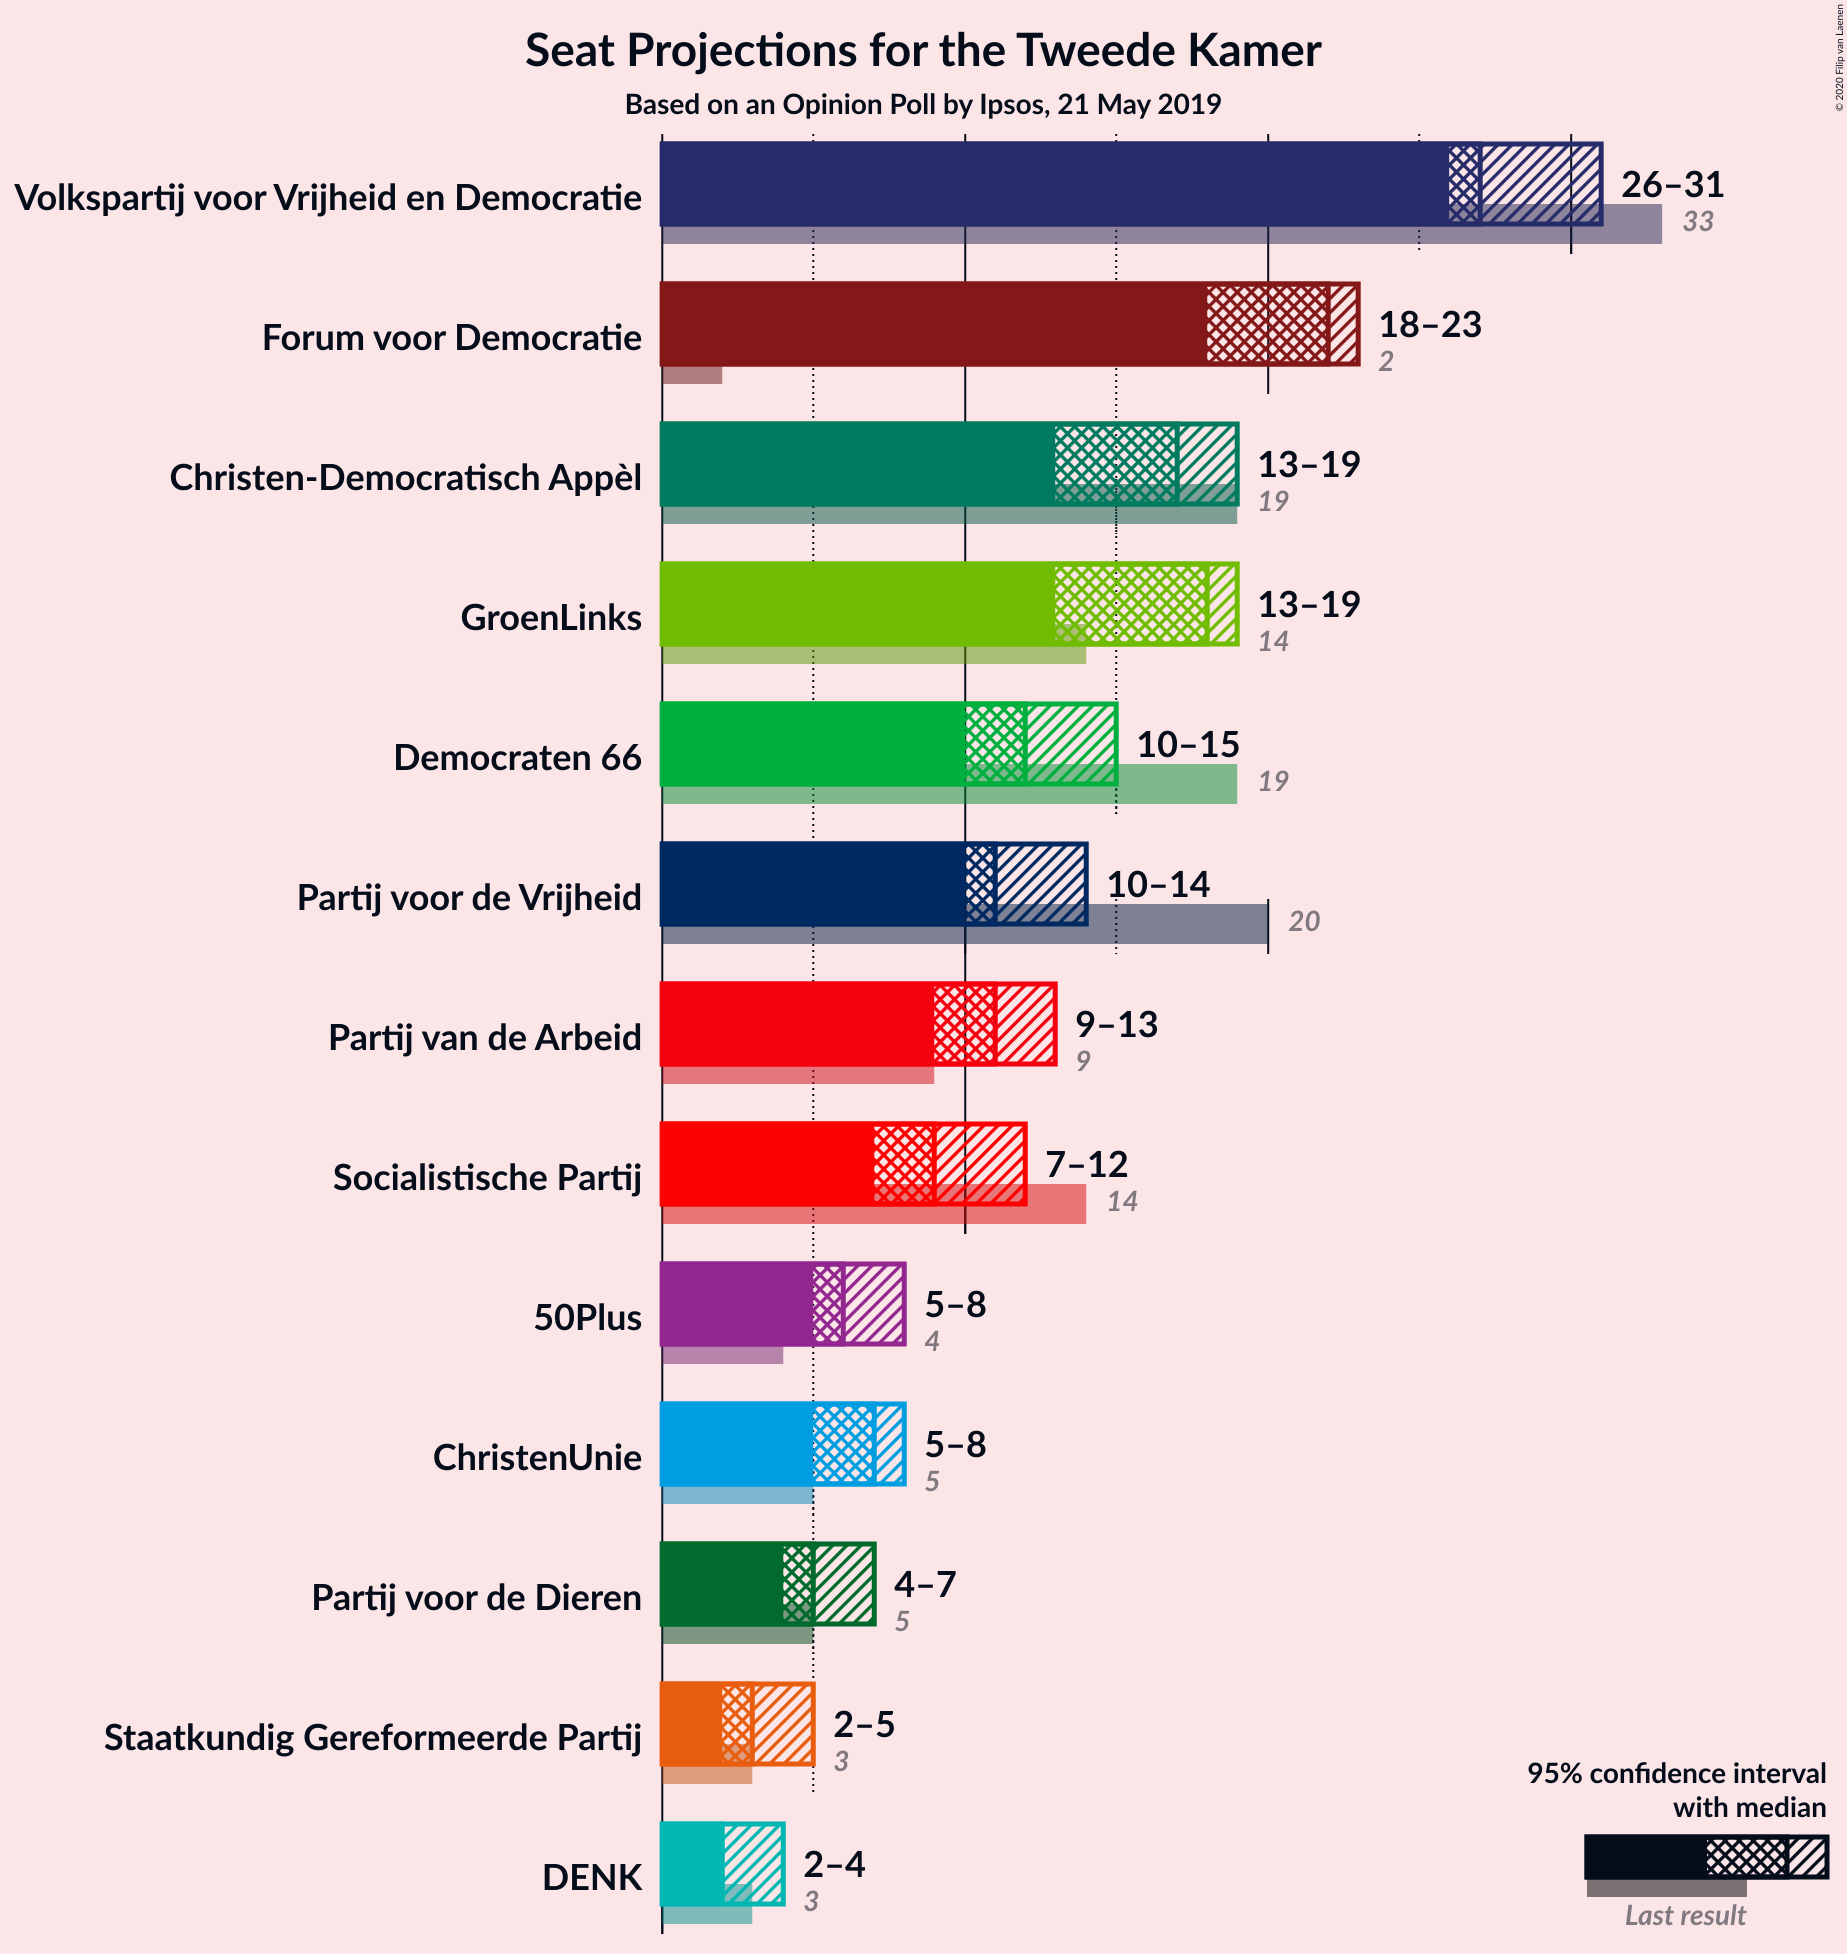 Seat Projections for the Tweede Kamer
Based on an Opinion Poll by Ipsos, 21 May 2019
© 2020 Filip van Laenen
Volkspartij voor Vrijheid en Democratie
26–31
33
Forum voor Democratie
18–23
2
Christen-Democratisch Appèl
13–19
19
GroenLinks
13–19
14
Democraten 66
10–15
19
Partij voor de Vrijheid
10–14
20
Partij van de Arbeid
9–13
9
Socialistische Partij
7–12
14
50Plus
5–8
4
ChristenUnie
5–8
5
Partij voor de Dieren
4–7
5
Staatkundig Gereformeerde Partij
2–5
3
DENK
2–4
3
95% confidence interval
with median
Last result